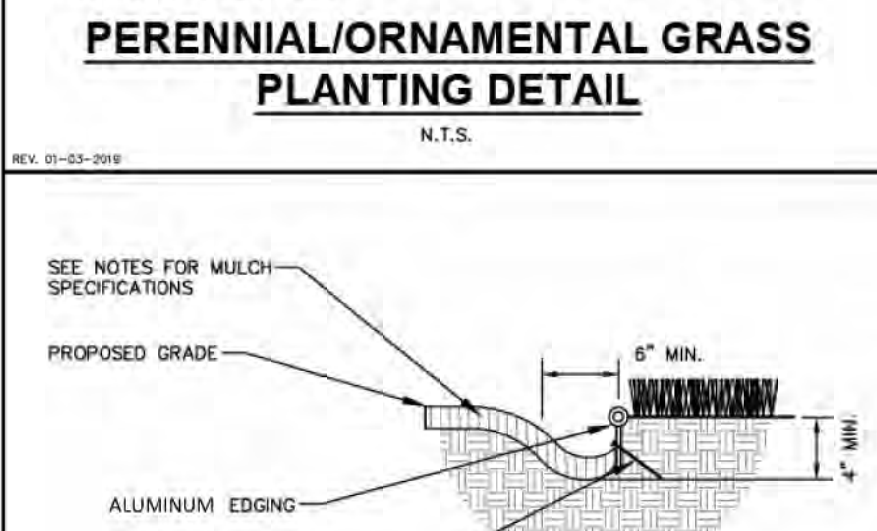 PERENNIAL/ORNAMENTAL GRASS
PLANTING DETAIL
N.T.S.
REV. 01-03-2019
SEE NOTES FOR MULCH
SPECIFICATIONS
PROPOSED GRADE
6" MIN.
4" MIN.
ALUMINUM EDGING